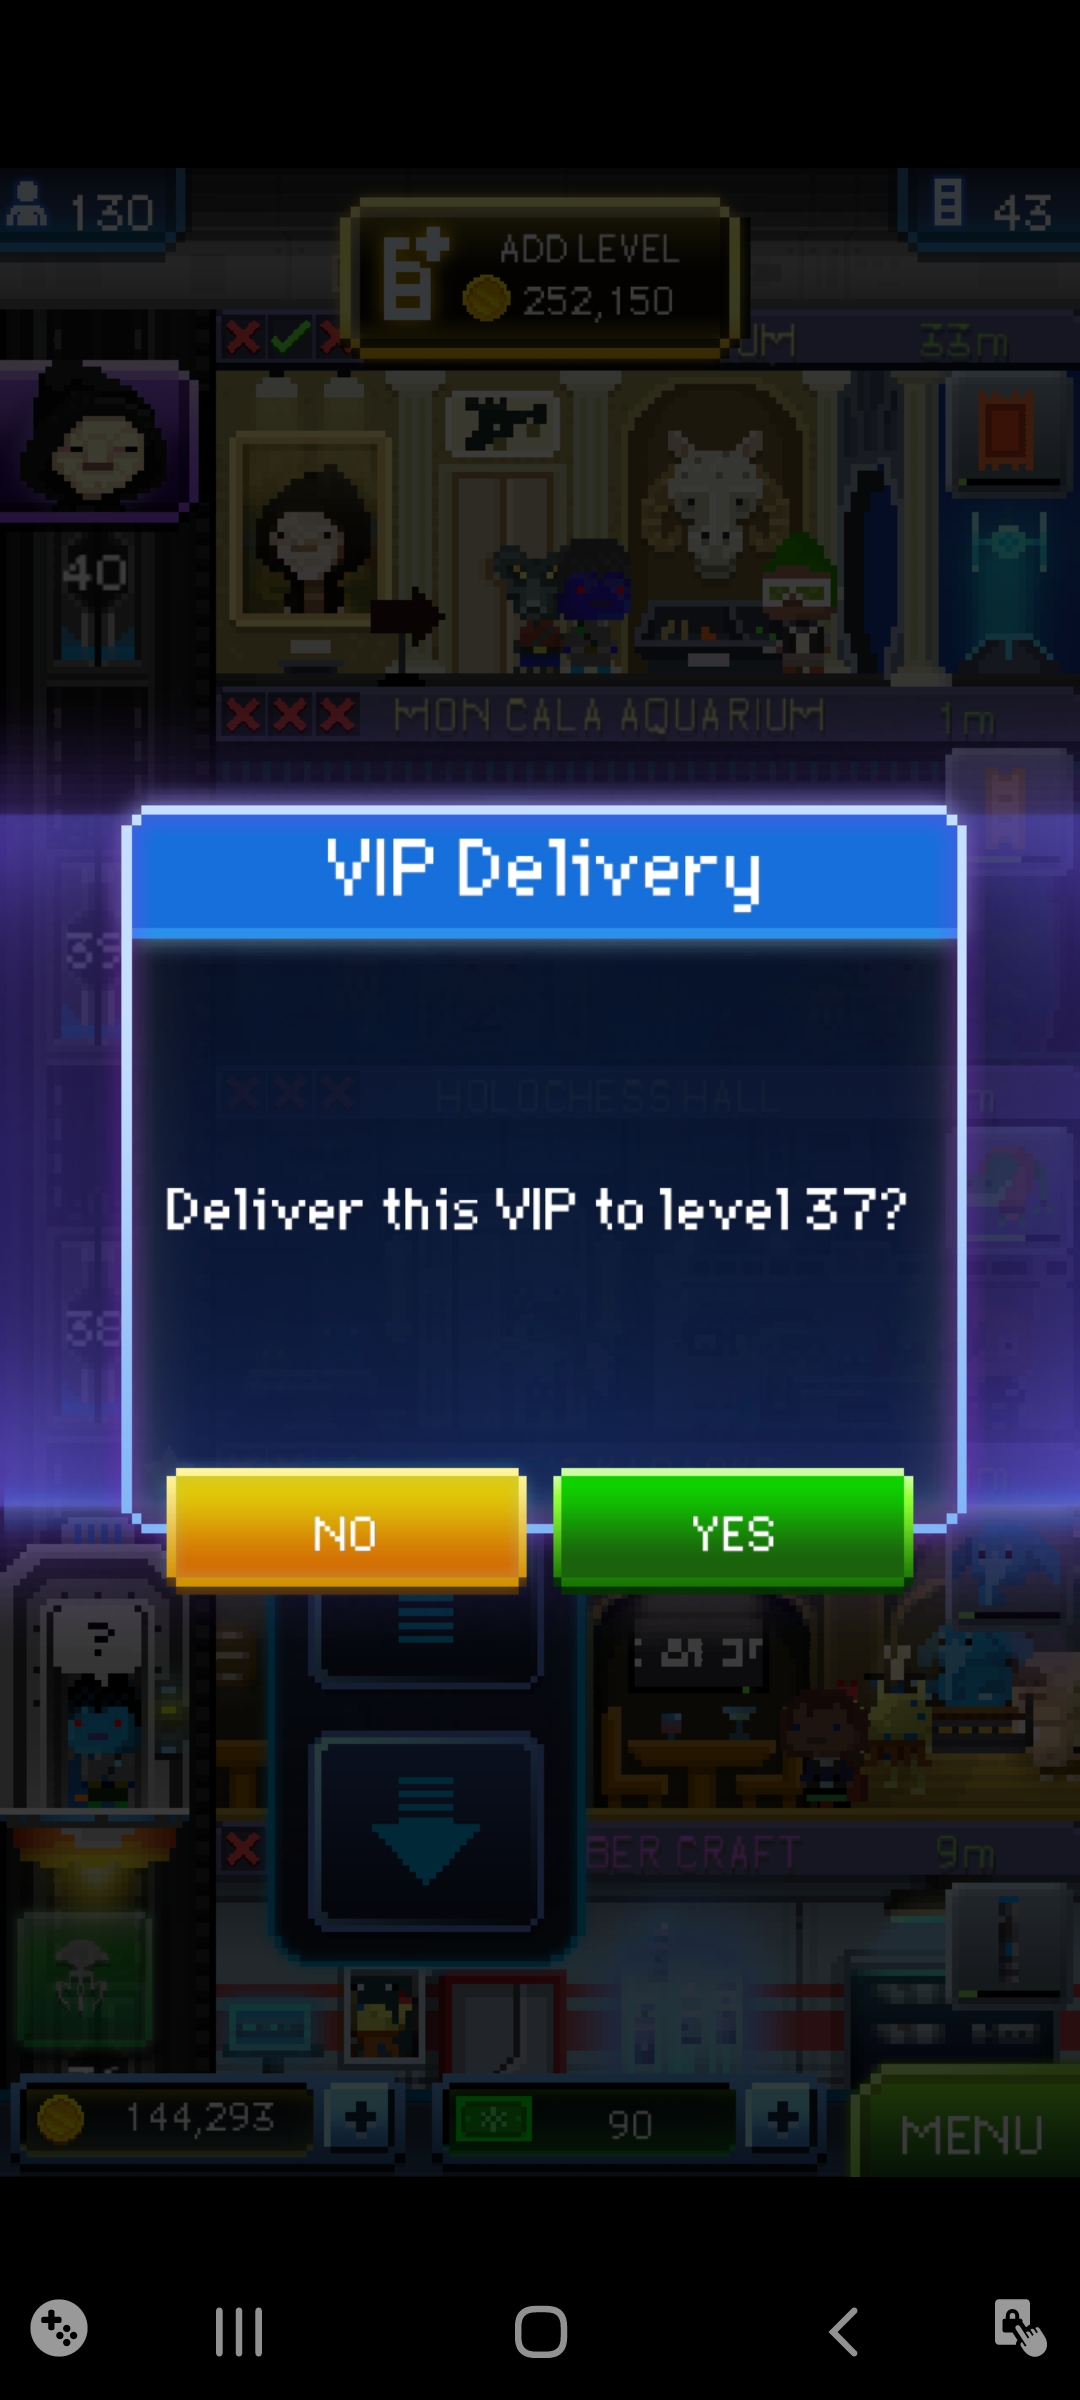 130
43
ADD LEVEL
252,150
UM
33m
40
MON CALA AQUARIUM
1m
VIP Delivery
39
HOLOCHESS HALL
m
Deliver this VIP to level 37?
38
NO
YES
?
BER CRAFT
9m
144,293
90
MENU